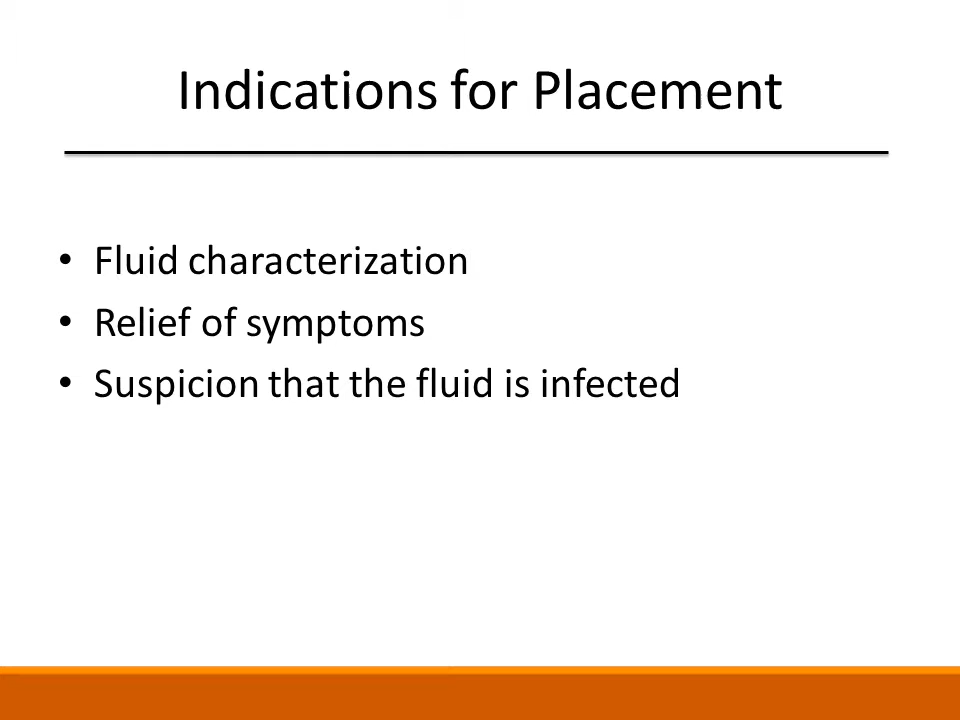 Indications for Placement
• Fluid characterization
• Relief of symptoms
• Suspicion that the fluid is infected